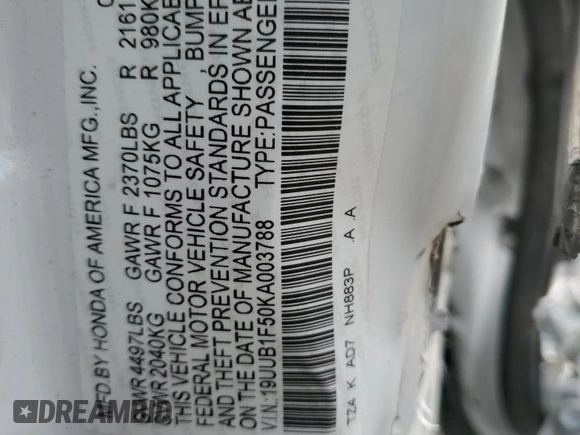 MFD BY HONDA OF AMERICA MFG.,INC.
WR 4497LBS GAWR F 2370LBS R 2161
WR 2040KG GAWR F 1075KG R 980K
THIS VEHICLE CONFORMS TO ALL APPLICABLE
FEDERAL MOTOR VEHICLE SAFETY BUMP
AND THEFT PREVENTION STANDARDS IN EF
ON THE DATE OF MANUFACTURE SHOWN AB
V.I.N.:19UUB1F50KA003788 TYPE:PASSENGE
TZ4 K AD7 NH883P A .A
DREAMBID